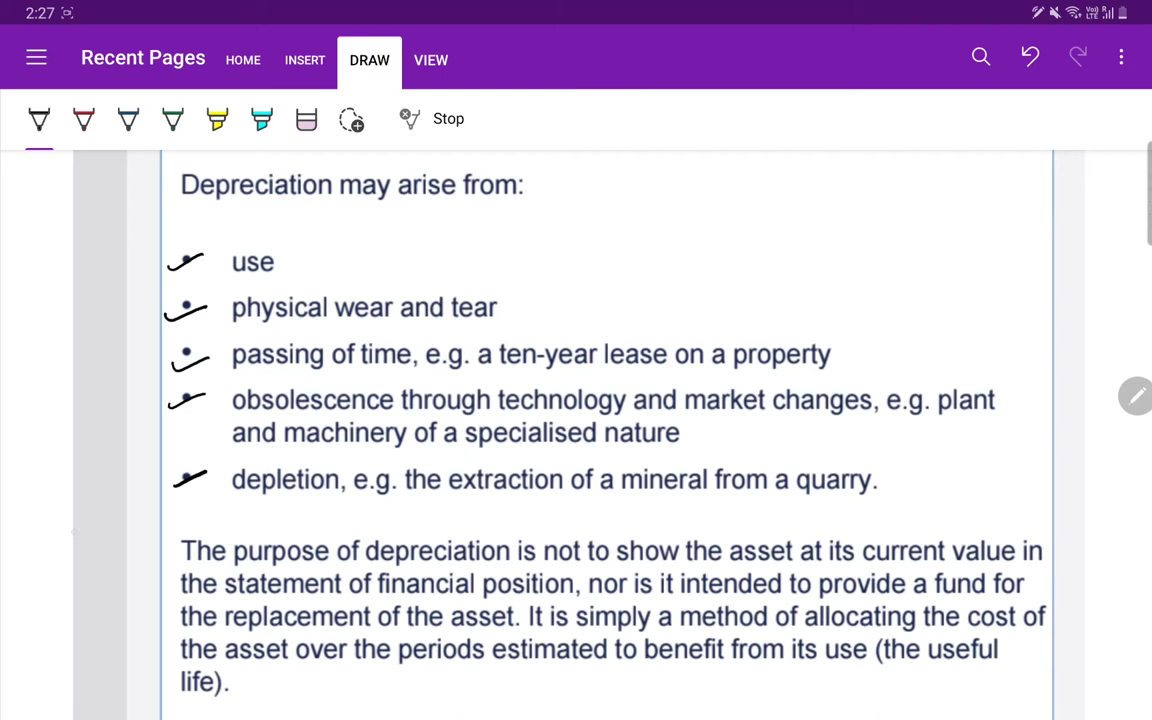 2:27
Recent Pages HOME INSERT DRAW VIEW
Stop
Depreciation may arise from:
• use
• physical wear and tear
• passing of time, e.g. a ten-year lease on a property
• obsolescence through technology and market changes, e.g. plant
and machinery of a specialised nature
• depletion, e.g. the extraction of a mineral from a quarry.
The purpose of depreciation is not to show the asset at its current value in
the statement of financial position, nor is it intended to provide a fund for
the replacement of the asset. It is simply a method of allocating the cost of
the asset over the periods estimated to benefit from its use (the useful
life).